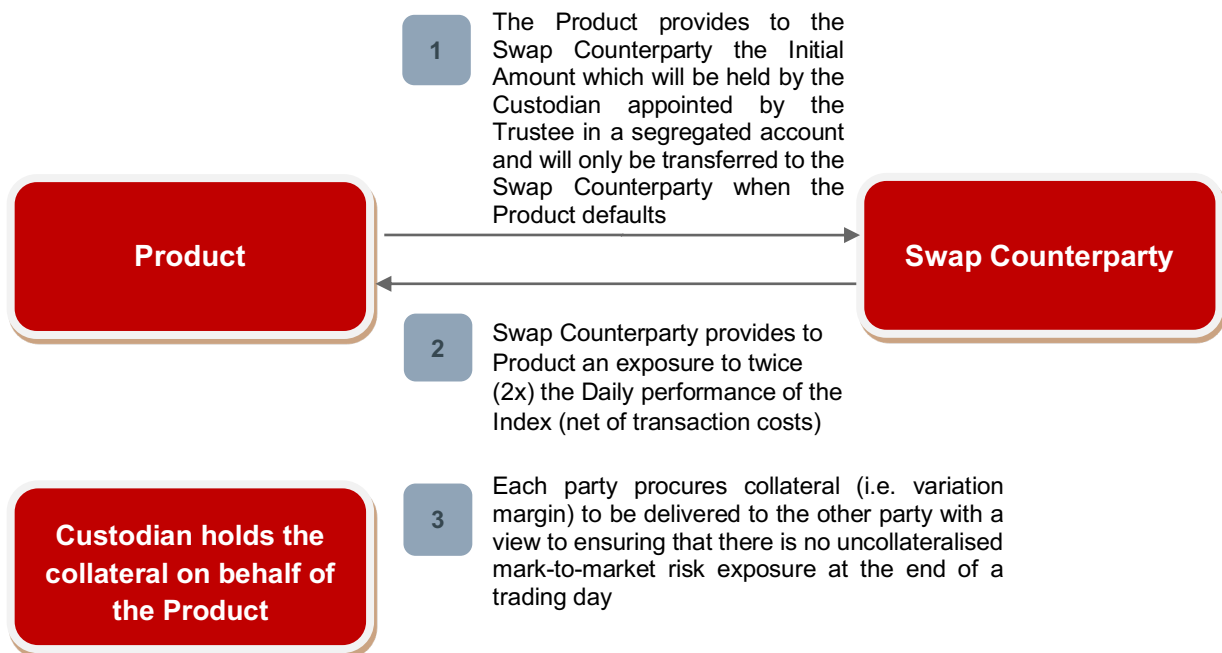 1
The Product provides to the
Swap Counterparty the Initial
Amount which will be held by the
Custodian appointed by the
Trustee in a segregated account
and will only be transferred to the
Swap Counterparty when the
Product defaults
Product
Swap Counterparty
2
Swap Counterparty provides to
Product an exposure to twice
(2x) the Daily performance of the
Index (net of transaction costs)
Custodian holds the
collateral on behalf of
the Product
3
Each party procures collateral (i.e. variation
margin) to be delivered to the other party with a
view to ensuring that there is no uncollateralised
mark-to-market risk exposure at the end of a
trading day